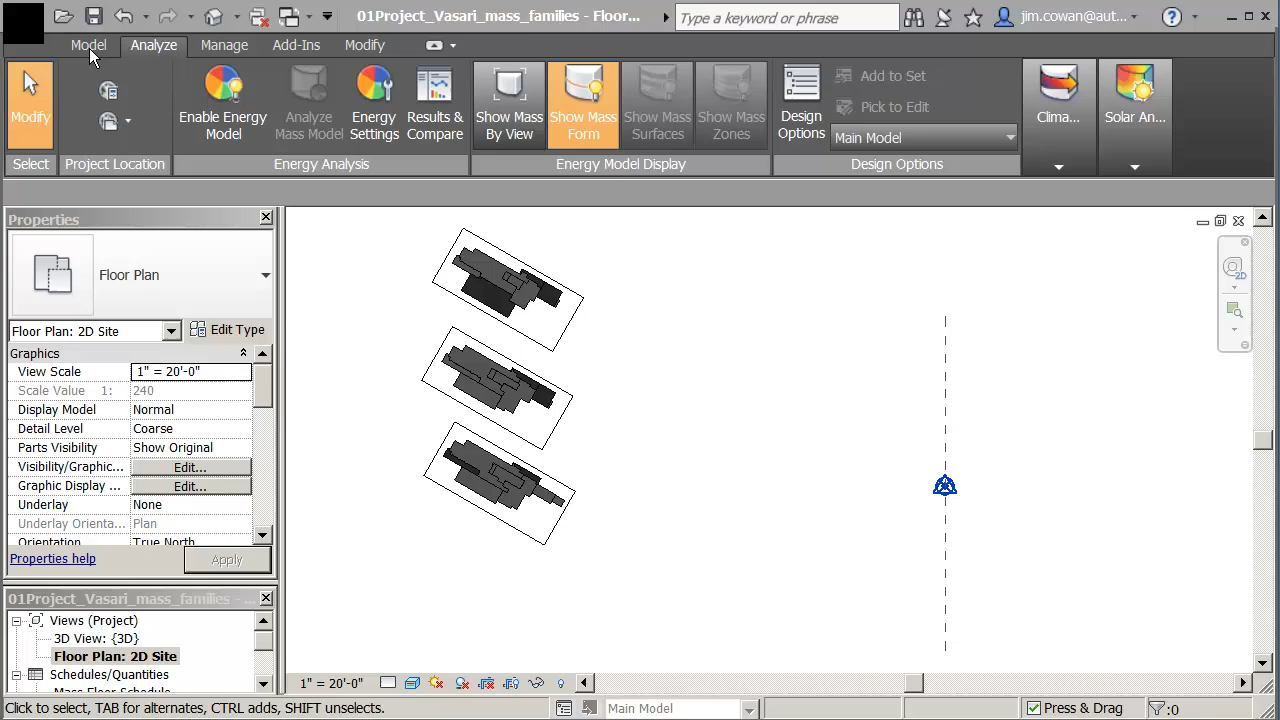 01Project_Vasari_mass_families - Floor...
Type a keyword or phrase
jim.cowan@aut...
Model
Analyze
Manage
Add-Ins
Modify
Modify
Select
Project Location
Enable Energy
Model
Analyze
Mass Model
Energy
Settings
Results &
Compare
Energy Analysis
Show Mass
By View
Show Mass
Form
Show Mass
Surfaces
Show Mass
Zones
Energy Model Display
Design
Options
Add to Set
Pick to Edit
Main Model
Design Options
Clima...
Solar An...
Properties
Floor Plan
Floor Plan: 2D Site
Edit Type
Graphics
View Scale 1" = 20'-0"
Scale Value 1: 240
Display Model Normal
Detail Level Coarse
Parts Visibility Show Original
Visibility/Graphic... Edit...
Graphic Display ... Edit...
Underlay None
Underlay Orienta... Plan
Orientation True North
Properties help
Apply
2D
01Project_Vasari_mass_families - ...
Views (Project)
3D View: {3D}
Floor Plan: 2D Site
Schedules/Quantities
Mass Floor Schedule
1" = 20'-0"
Click to select, TAB for alternates, CTRL adds, SHIFT unselects.
Main Model
Press & Drag
:0